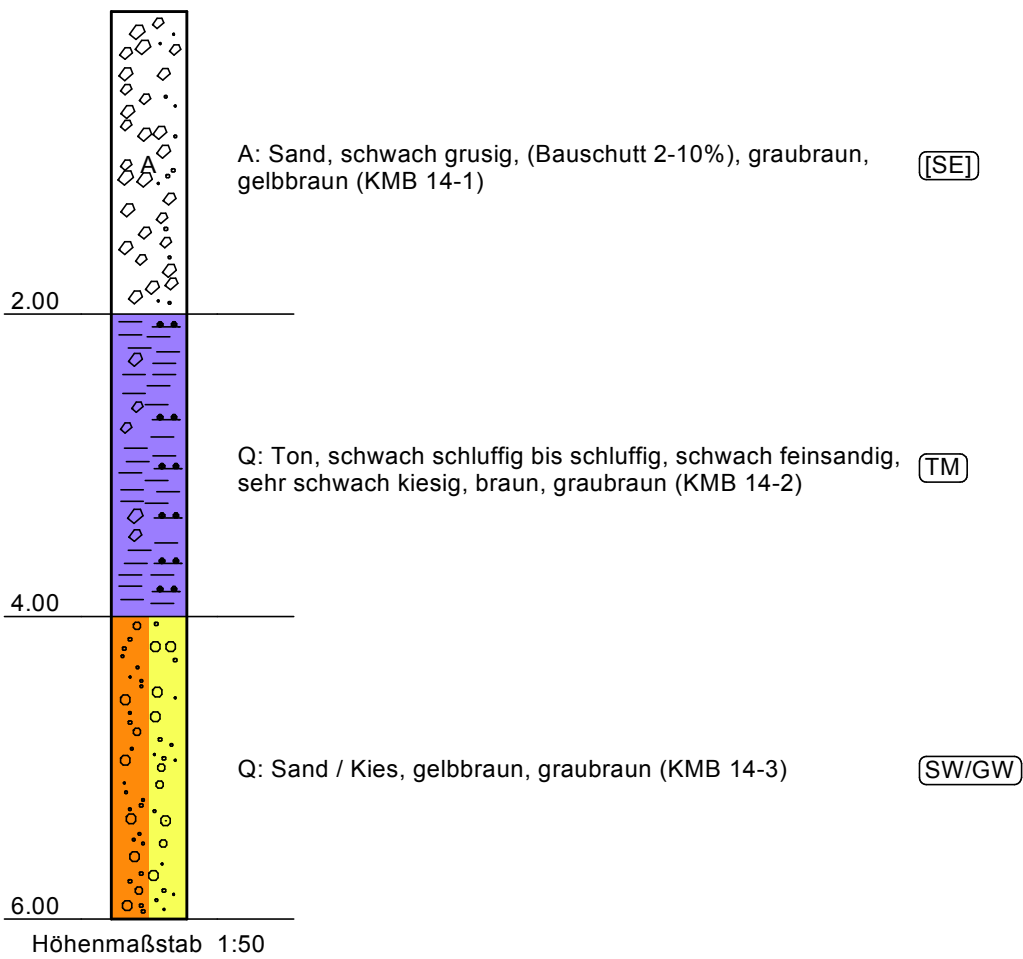 A: Sand, schwach grusig, (Bauschutt 2-10%), graubraun,
gelbbraun (KMB 14-1)
[SE]
A
2.00
Q: Ton, schwach schluffig bis schluffig, schwach feinsandig,
sehr schwach kiesig, braun, graubraun (KMB 14-2)
TM
4.00
Q: Sand / Kies, gelbbraun, graubraun (KMB 14-3)
SW/GW
6.00
Höhenmaßstab 1:50